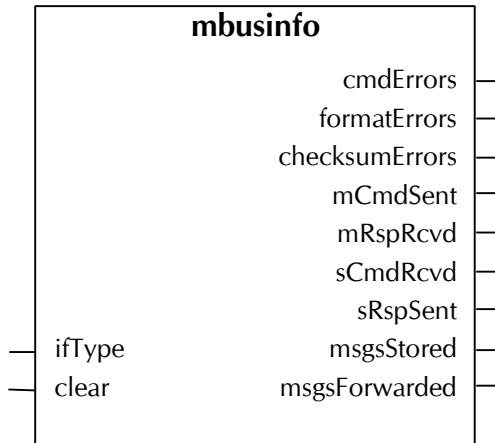 mbusinfo
cmdErrors
formatErrors
checksumErrors
mCmdSent
mRspRcvd
sCmdRcvd
sRspSent
ifType msgsStored
clear msgsForwarded